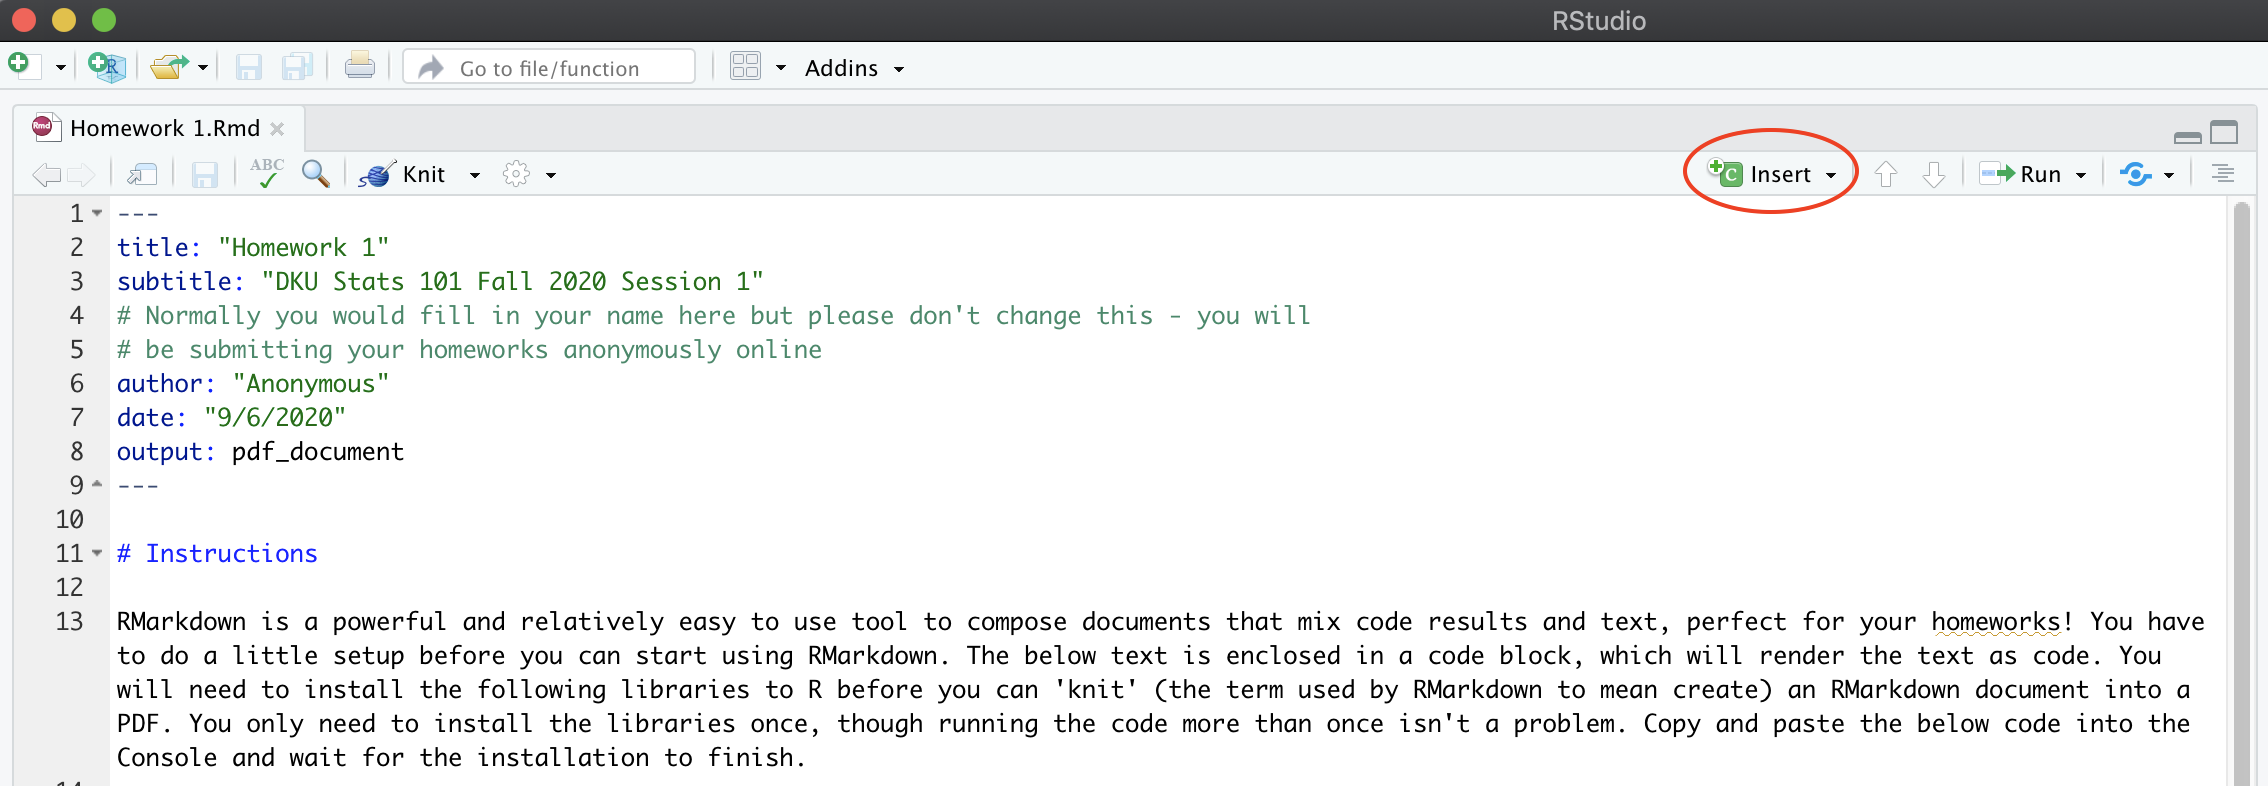 RStudio
Go to file/function
Addins
Rmd Homework 1.Rmd
ABC Knit C Insert Run
1 ---
2 title: "Homework 1"
3 subtitle: "DKU Stats 101 Fall 2020 Session 1"
4 # Normally you would fill in your name here but please don't change this - you will
5 # be submitting your homeworks anonymously online
6 author: "Anonymous"
7 date: "9/6/2020"
8 output: pdf_document
9 ---
10
11 # Instructions
12
13 RMarkdown is a powerful and relatively easy to use tool to compose documents that mix code results and text, perfect for your homeworks! You have
to do a little setup before you can start using RMarkdown. The below text is enclosed in a code block, which will render the text as code. You
will need to install the following libraries to R before you can 'knit' (the term used by RMarkdown to mean create) an RMarkdown document into a
PDF. You only need to install the libraries once, though running the code more than once isn't a problem. Copy and paste the below code into the
Console and wait for the installation to finish.